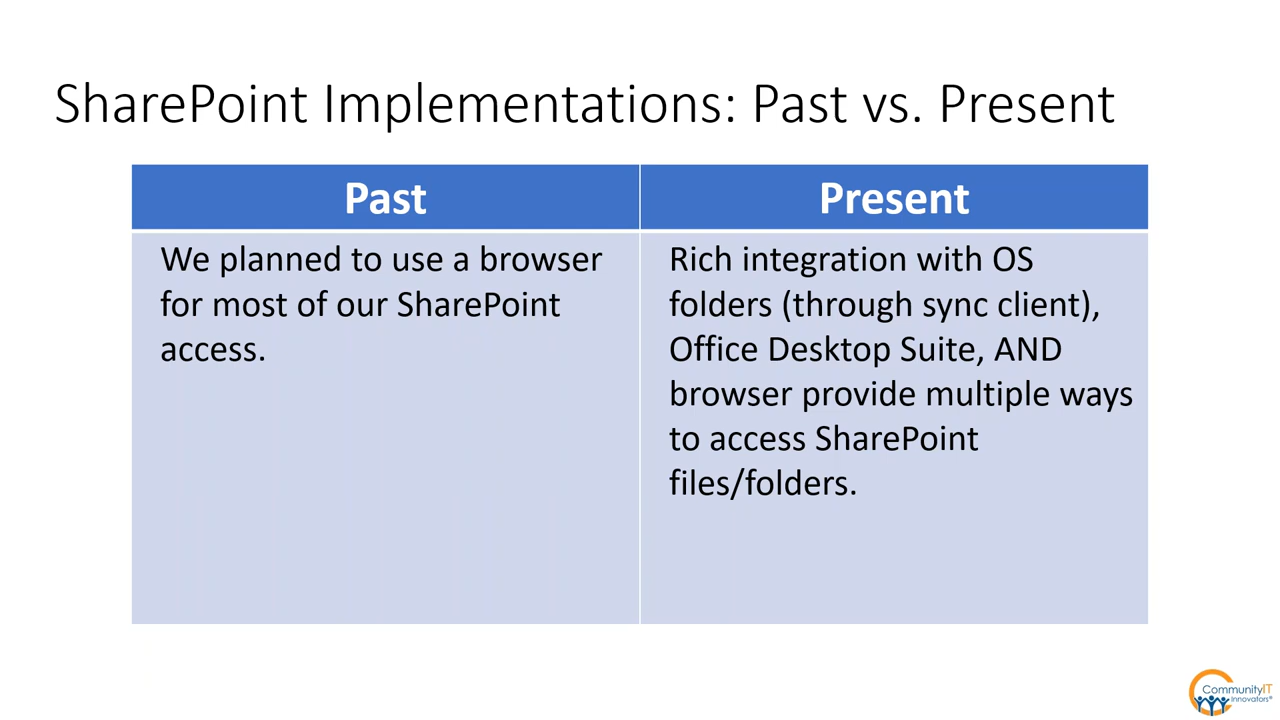 SharePoint Implementations: Past vs. Present
Past
We planned to use a browser
for most of our SharePoint
access.
Present
Rich integration with OS
folders (through sync client),
Office Desktop Suite, AND
browser provide multiple ways
to access SharePoint
files/folders.
CommunityIT
Innovators®